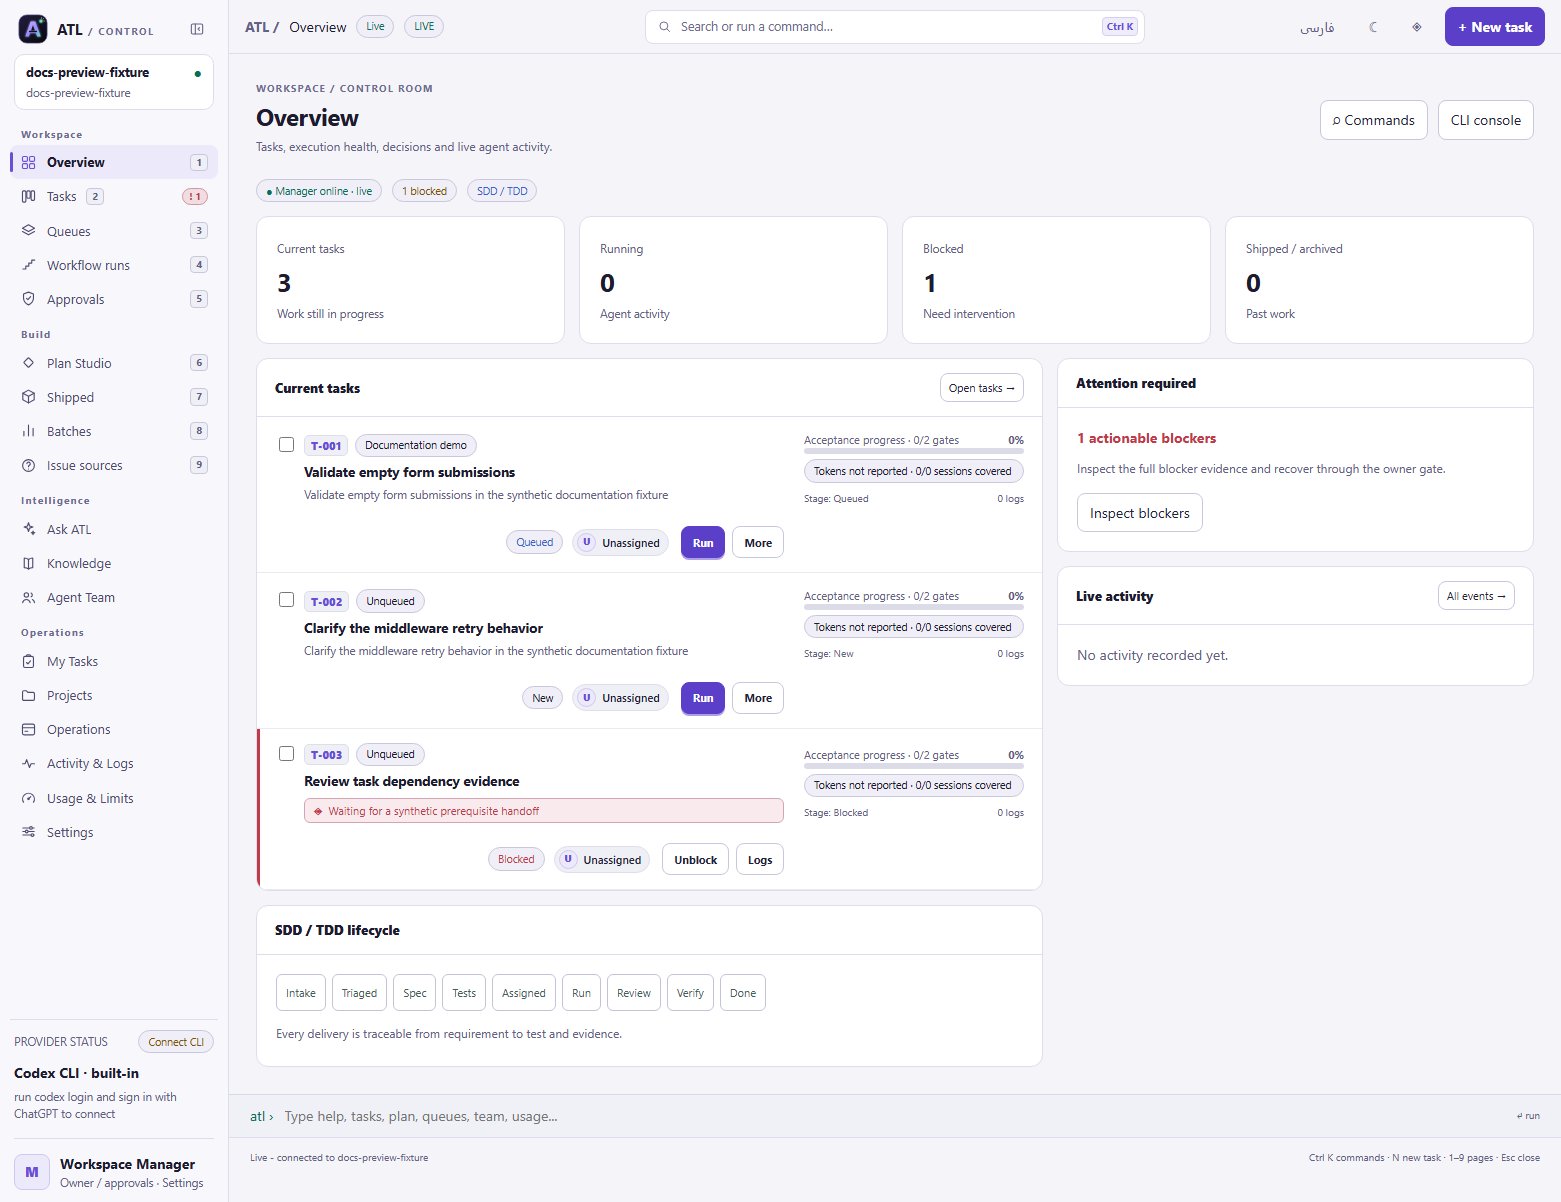 ATL / CONTROL
docs-preview-fixture
docs-preview-fixture
Workspace
Overview 1
Tasks 2 ! 1
Queues 3
Workflow runs 4
Approvals 5
Build
Plan Studio 6
Shipped 7
Batches 8
Issue sources 9
Intelligence
Ask ATL
Knowledge
Agent Team
Operations
My Tasks
Projects
Operations
Activity & Logs
Usage & Limits
Settings
PROVIDER STATUS Connect CLI
Codex CLI · built-in
run codex login and sign in with
ChatGPT to connect
M Workspace Manager
Owner / approvals · Settings
ATL / Overview Live LIVE
Search or run a command... Ctrl K
فارسی
+ New task
WORKSPACE / CONTROL ROOM
Overview
Tasks, execution health, decisions and live agent activity.
⌕ Commands CLI console
● Manager online · live 1 blocked SDD / TDD
Current tasks
3
Work still in progress
Running
0
Agent activity
Blocked
1
Need intervention
Shipped / archived
0
Past work
Current tasks Open tasks →
T-001 Documentation demo
Validate empty form submissions
Validate empty form submissions in the synthetic documentation fixture
Queued U Unassigned Run More
Acceptance progress · 0/2 gates 0%
Tokens not reported · 0/0 sessions covered
Stage: Queued 0 logs
T-002 Unqueued
Clarify the middleware retry behavior
Clarify the middleware retry behavior in the synthetic documentation fixture
New U Unassigned Run More
Acceptance progress · 0/2 gates 0%
Tokens not reported · 0/0 sessions covered
Stage: New 0 logs
T-003 Unqueued
Review task dependency evidence
◈ Waiting for a synthetic prerequisite handoff
Blocked U Unassigned Unblock Logs
Acceptance progress · 0/2 gates 0%
Tokens not reported · 0/0 sessions covered
Stage: Blocked 0 logs
Attention required
1 actionable blockers
Inspect the full blocker evidence and recover through the owner gate.
Inspect blockers
Live activity All events →
No activity recorded yet.
SDD / TDD lifecycle
Intake Triaged Spec Tests Assigned Run Review Verify Done
Every delivery is traceable from requirement to test and evidence.
atl › Type help, tasks, plan, queues, team, usage... ↵ run
Live - connected to docs-preview-fixture
Ctrl K commands · N new task · 1–9 pages · Esc close